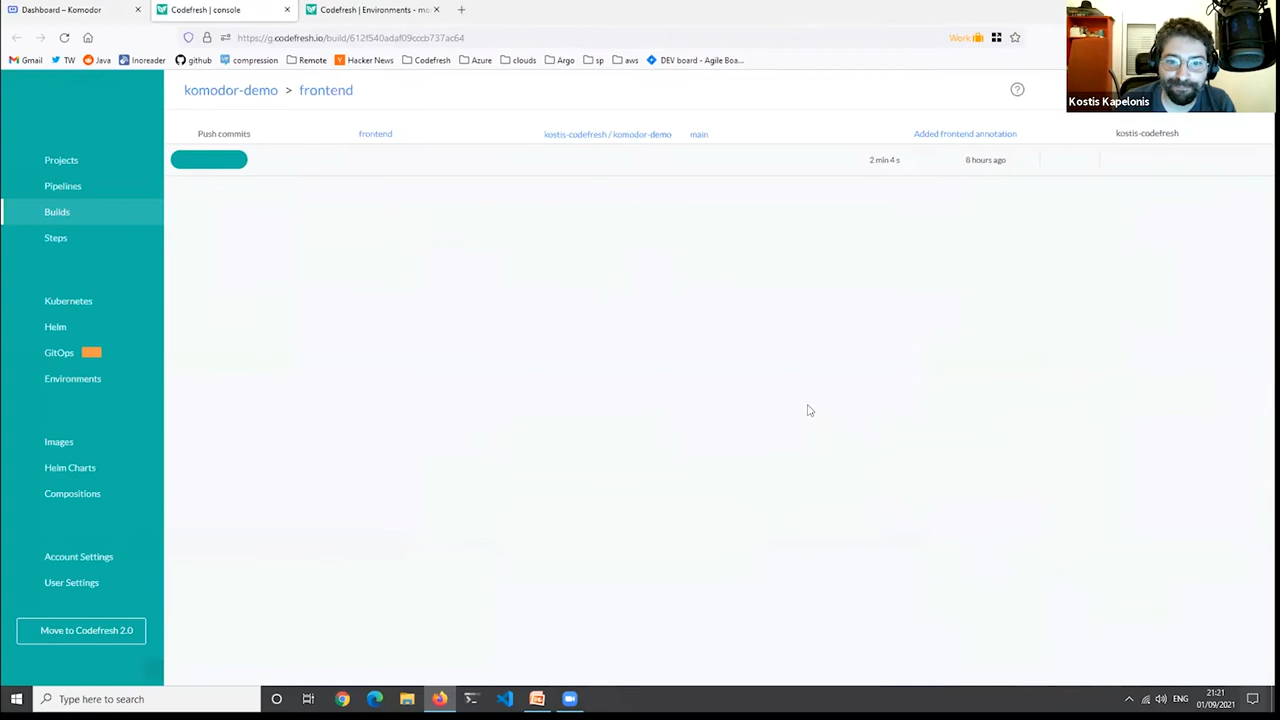 Dashboard – Komodor
Codefresh | console
Codefresh | Environments - mo
https://g.codefresh.io/build/612f540adaf09cccb737ac64
Work
Gmail
TW
Java
Inoreader
github
compression
Remote
Hacker News
Codefresh
Azure
clouds
Argo
sp
aws
DEV board - Agile Boa...
Kostis Kapelonis
komodor-demo > frontend
Push commits
frontend
kostis-codefresh / komodor-demo
main
Added frontend annotation
kostis-codefresh
2 min 4 s
8 hours ago
Projects
Pipelines
Builds
Steps
Kubernetes
Helm
GitOps
Environments
Images
Helm Charts
Compositions
Account Settings
User Settings
Move to Codefresh 2.0
Type here to search
ENG
21:21
01/09/2021